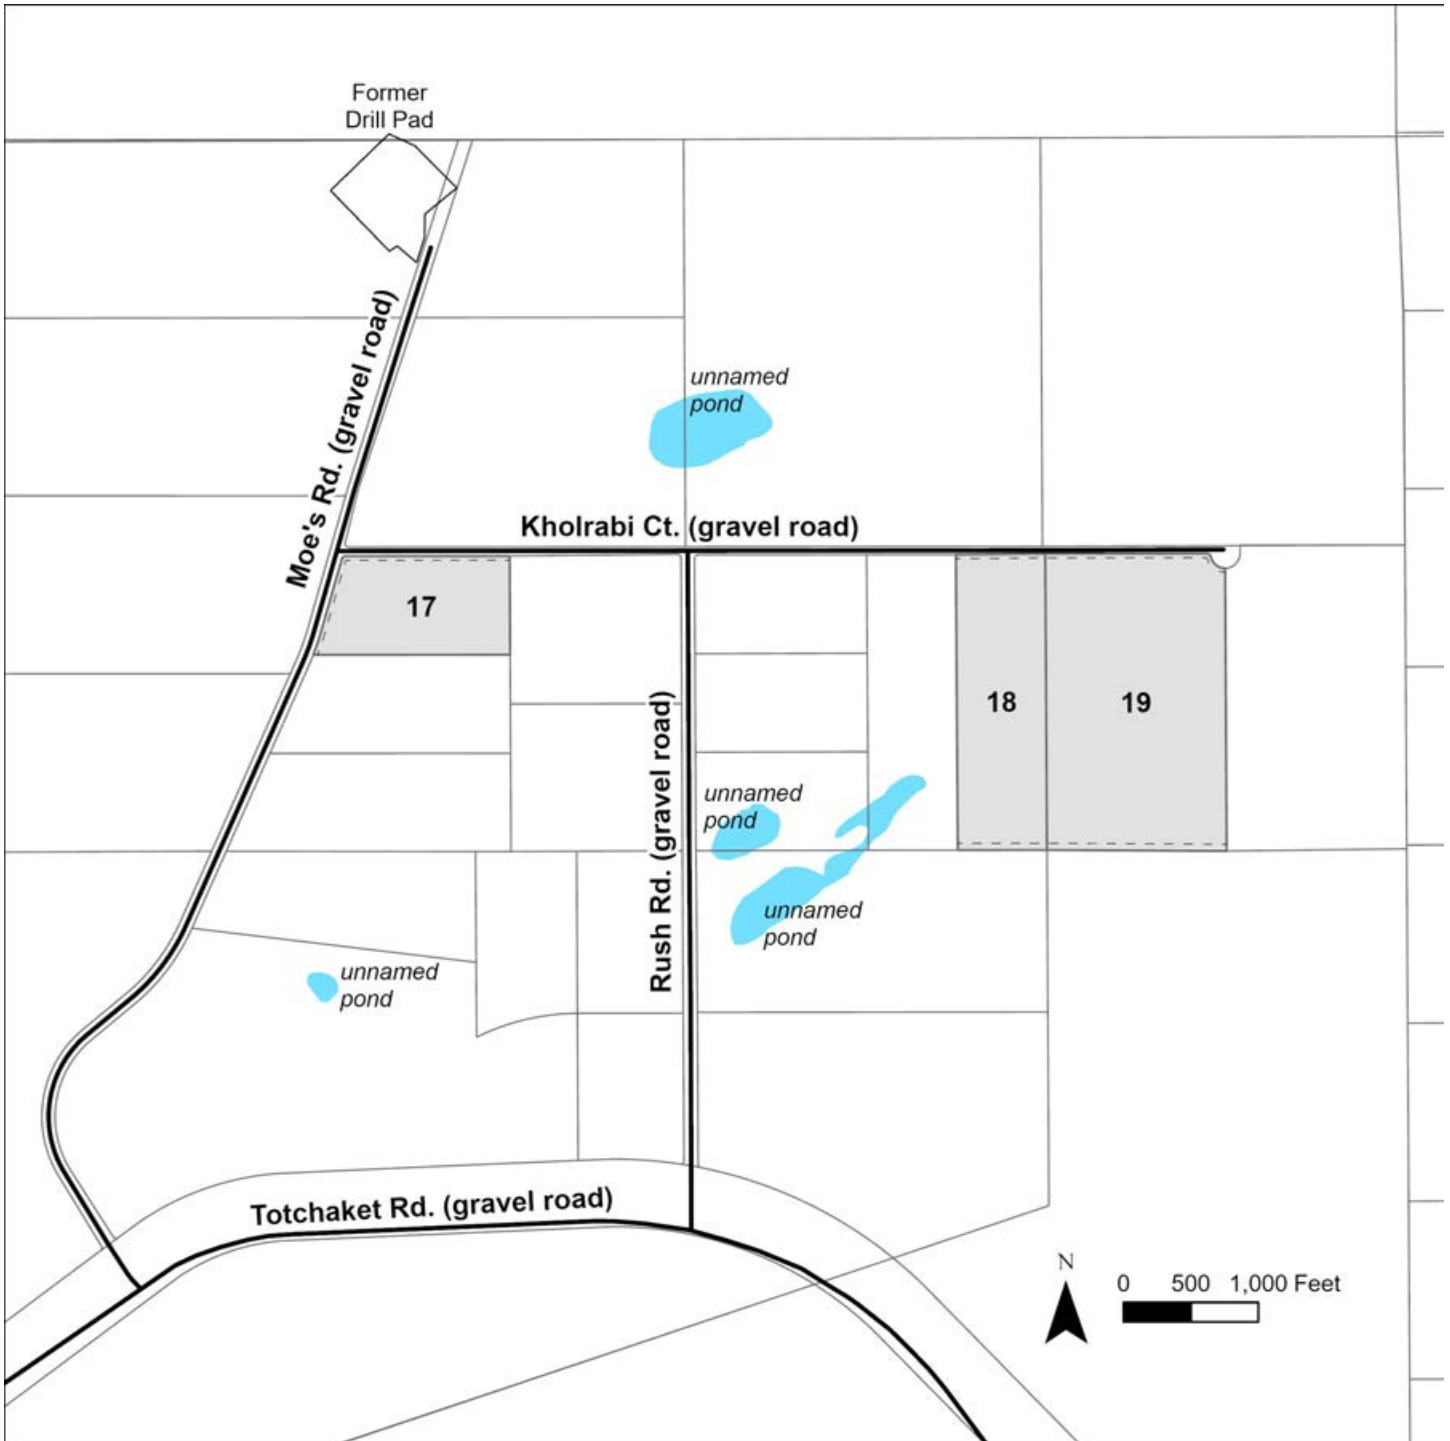 Former
Drill Pad
Moe's Rd. (gravel road)
unnamed
pond
Kholrabi Ct. (gravel road)
17
18
19
Rush Rd. (gravel road)
unnamed
pond
unnamed
pond
unnamed
pond
Totchaket Rd. (gravel road)
N
0 500 1,000 Feet